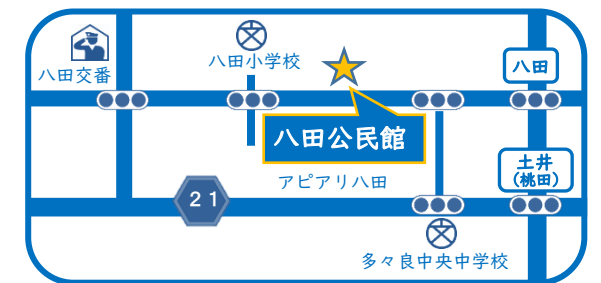 八田交番
八田小学校
八田
八田公民館
土井
(桃田)
アピアリ八田
21
多々良中央中学校